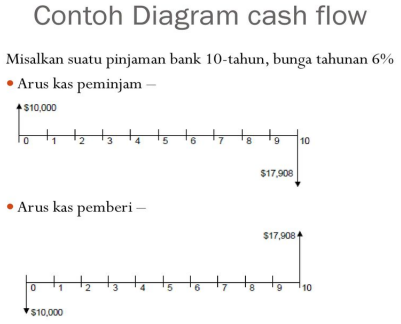 Contoh Diagram cash flow
Misalkan suatu pinjaman bank 10-tahun, bunga tahunan 6%
• Arus kas peminjam –
$10,000
0 1 2 3 4 5 6 7 8 9 10
$17,908
• Arus kas pemberi –
$17,908
0 1 2 3 4 5 6 7 8 9 10
$10,000